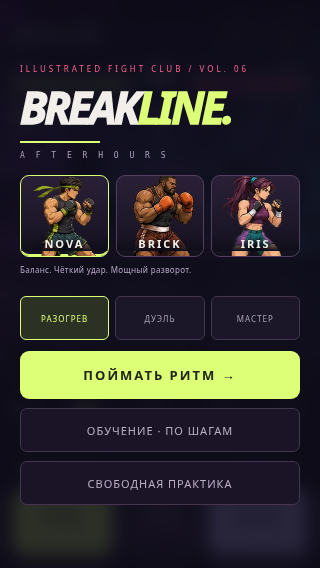 ILLUSTRATED FIGHT CLUB / VOL. 06
BREAKLINE.
AFTERHOURS
NOVA BRICK IRIS
Баланс. Чёткий удар. Мощный разворот.
РАЗОГРЕВ ДУЭЛЬ МАСТЕР
ПОЙМАТЬ РИТМ →
ОБУЧЕНИЕ · ПО ШАГАМ
СВОБОДНАЯ ПРАКТИКА